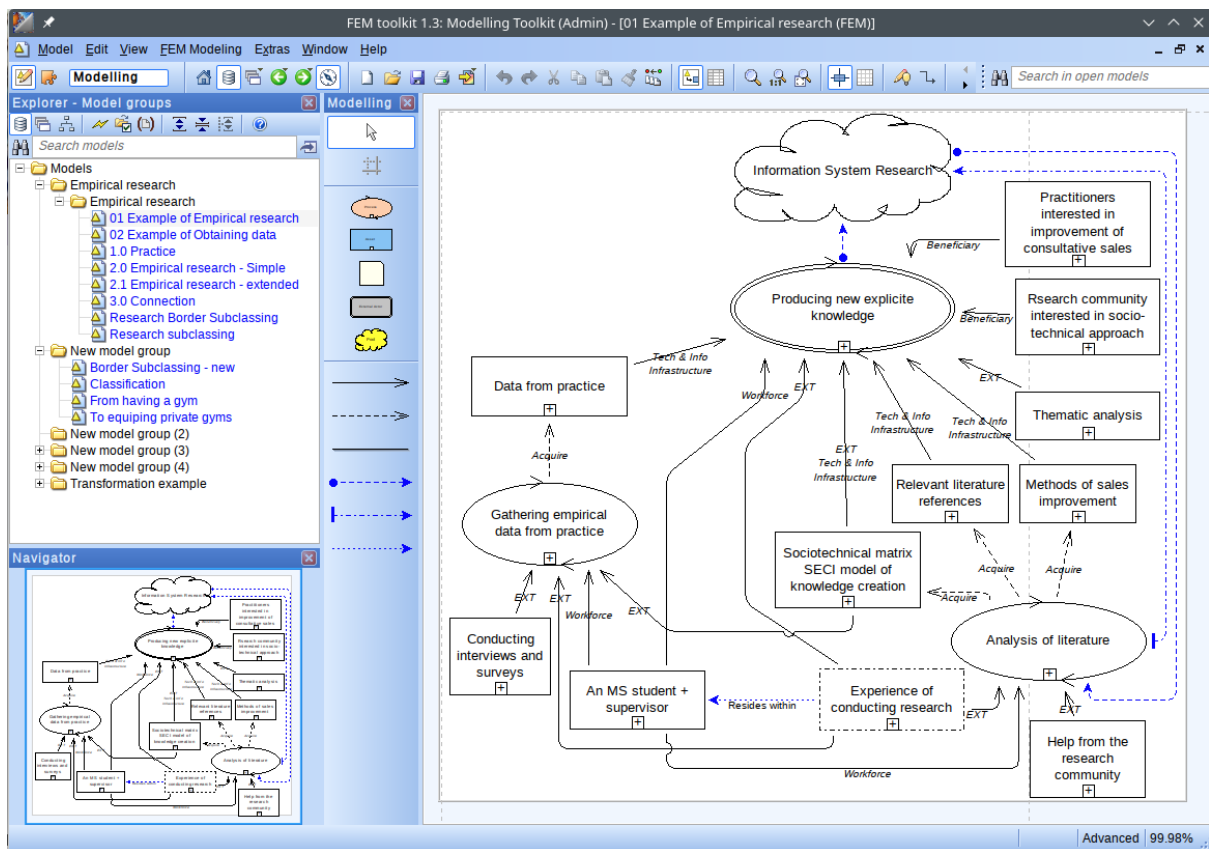 FEM toolkit 1.3: Modelling Toolkit (Admin) - [01 Example of Empirical research (FEM)]
Model Edit View FEM Modeling Extras Window Help
Modelling
Search in open models
Explorer - Model groups
Search models
Models
Empirical research
Empirical research
01 Example of Empirical research
02 Example of Obtaining data
1.0 Practice
2.0 Empirical research - Simple
2.1 Empirical research - extended
3.0 Connection
Research Border Subclassing
Research subclassing
New model group
Border Subclassing - new
Classification
From having a gym
To equiping private gyms
New model group (2)
New model group (3)
New model group (4)
Transformation example
Navigator
Modelling
Information System Research
Practitioners
interested in
improvement of
consultative sales
Beneficiary
Producing new explicite
knowledge
Rsearch community
interested in socio-
technical approach
Beneficiary
Data from practice
Tech & Info
Infrastructure
Workforce
EXT
EXT
Thematic analysis
Tech & Info
Infrastructure
Tech & Info
Infrastructure
EXT
Tech & Info
Infrastructure
Acquire
Relevant literature
references
Methods of sales
improvement
Gathering empirical
data from practice
Sociotechnical matrix
SECI model of
knowledge creation
Acquire
Acquire
Acquire
EXT
EXT
Workforce
EXT
Conducting
interviews and
surveys
Analysis of literature
An MS student +
supervisor
Resides within
Experience of
conducting research
EXT
EXT
Help from the
research
community
Workforce
Advanced 99.98%